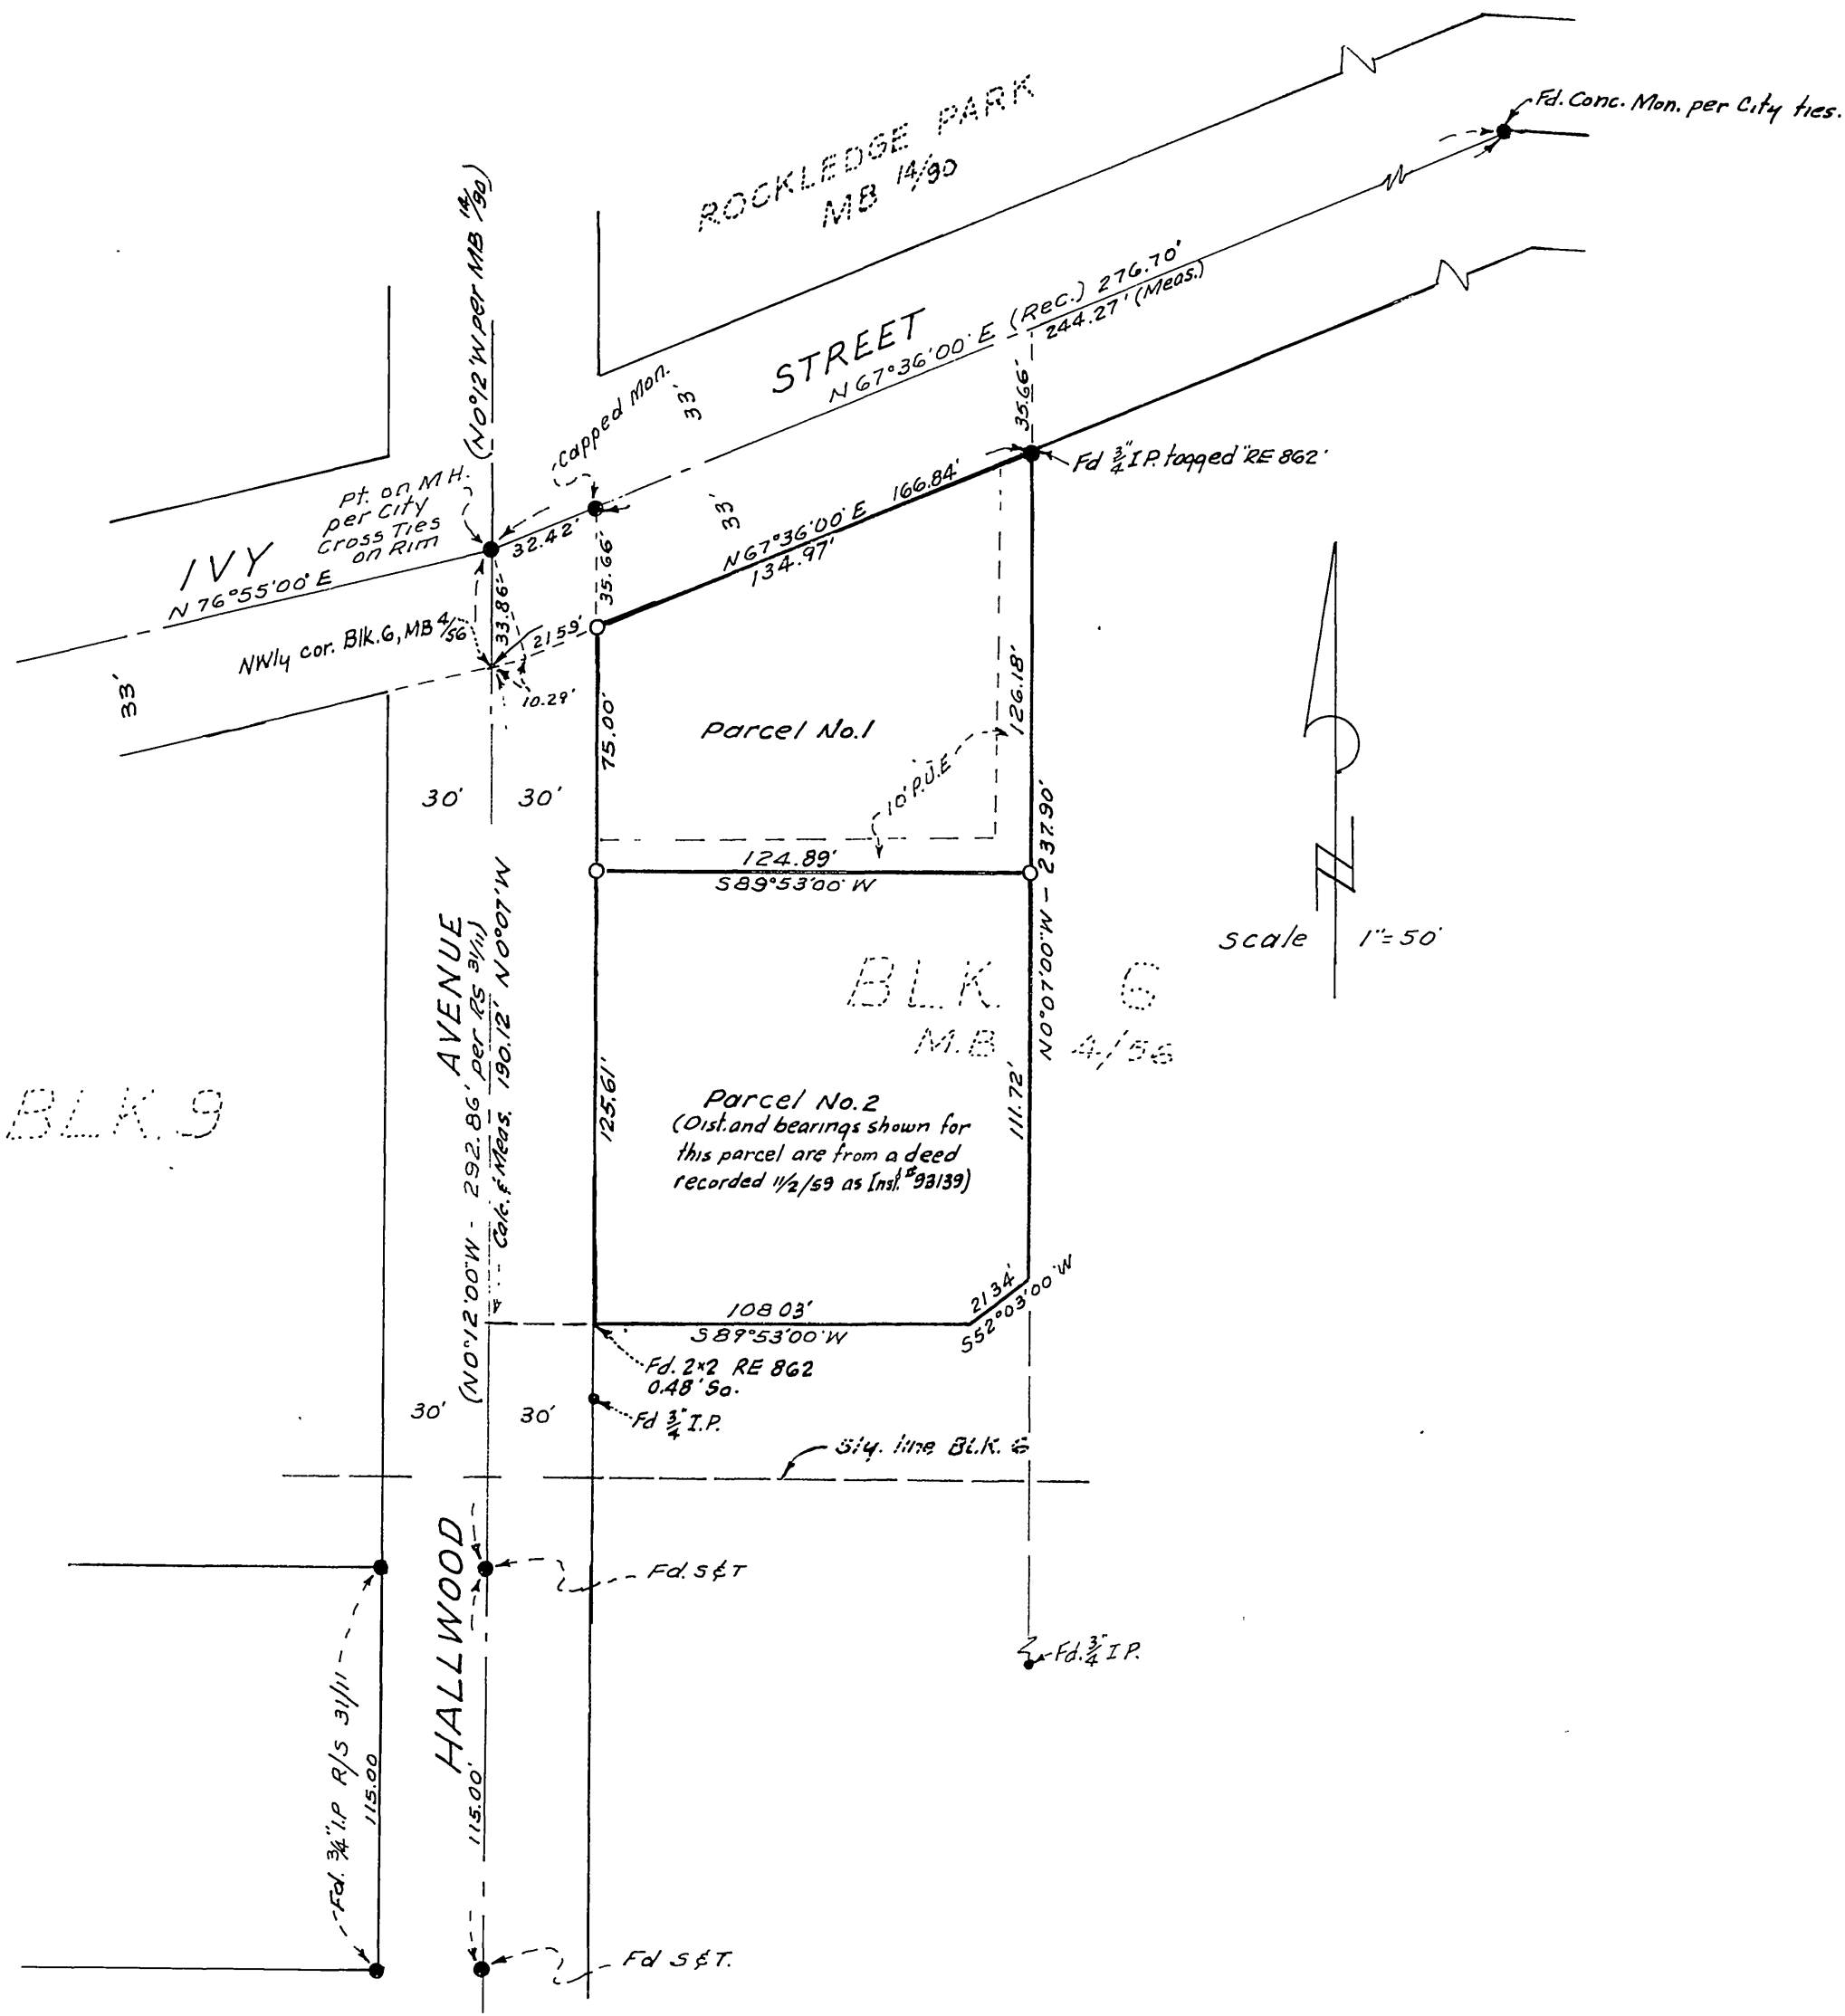 ROCKLEDGE PARK
MB 14/90
Fd. Conc. Mon. per City ties.
(N0°12'W per MB 14/90)
STREET
N 67°36'00" E (Rec.) 276.70'
244.27' (Meas.)
capped Mon.
33'
33'
35.66'
Fd 3/4" I.P. tagged "RE 862"
Pt. on M.H.
per City
Cross Ties
on Rim
IVY
N 76°55'00" E
32.42'
35.66'
N 67°36'00" E 166.84'
134.97'
33.86'
21.59'
NWly cor. Blk. 6, MB 4/56
10.29'
33'
75.00'
Parcel No. 1
126.18'
10' P.U.E
30' 30'
124.89'
S89°53'00" W
N0°07'00"W - 237.90'
Scale 1"=50'
AVENUE
(N0°12'00"W - 292.86' per RS 31/11)
Calc. & Meas. 190.12' N0°07'W
BLK. 6
M.B. 4/56
BLK. 9
125.61'
111.72'
Parcel No. 2
(Dist. and bearings shown for
this parcel are from a deed
recorded 11/2/59 as Inst. #93139)
108.03'
S89°53'00" W
21.34'
S52°03'00" W
Fd. 2x2 RE 862
0.48' So.
Fd 3/4" I.P.
30' 30'
Sly. line BLK. 6
HALLWOOD
Fd. S & T
Fd. 3/4" I.P.
Fd. 3/4" I.P R/S 31/11
115.00
115.00'
Fd S & T.